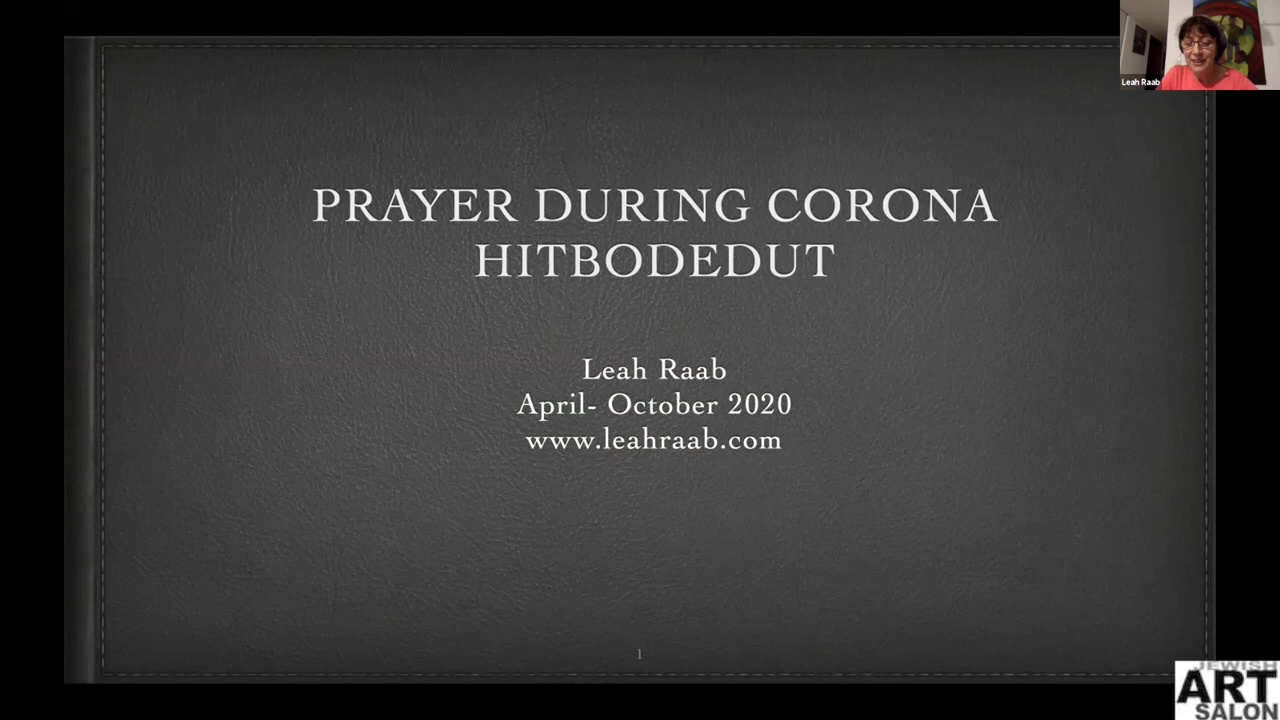 Leah Raab
PRAYER DURING CORONA
HITBODEDUT
Leah Raab
April- October 2020
www.leahraab.com
1
JEWISH
ART
SALON